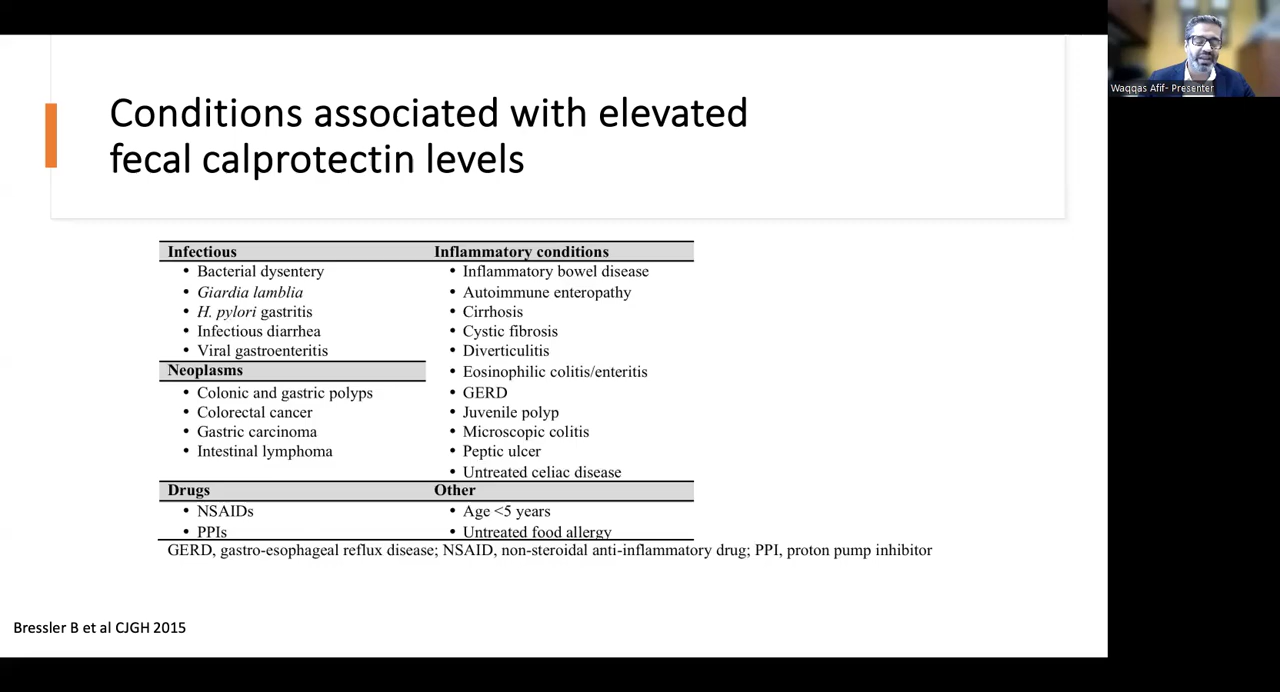 Conditions associated with elevated
fecal calprotectin levels
Waqqas Afif- Presenter
Infectious
• Bacterial dysentery
• Giardia lamblia
• H. pylori gastritis
• Infectious diarrhea
• Viral gastroenteritis
Neoplasms
• Colonic and gastric polyps
• Colorectal cancer
• Gastric carcinoma
• Intestinal lymphoma
Inflammatory conditions
• Inflammatory bowel disease
• Autoimmune enteropathy
• Cirrhosis
• Cystic fibrosis
• Diverticulitis
• Eosinophilic colitis/enteritis
• GERD
• Juvenile polyp
• Microscopic colitis
• Peptic ulcer
• Untreated celiac disease
Drugs
• NSAIDs
• PPIs
Other
• Age <5 years
• Untreated food allergy
GERD, gastro-esophageal reflux disease; NSAID, non-steroidal anti-inflammatory drug; PPI, proton pump inhibitor
Bressler B et al CJGH 2015